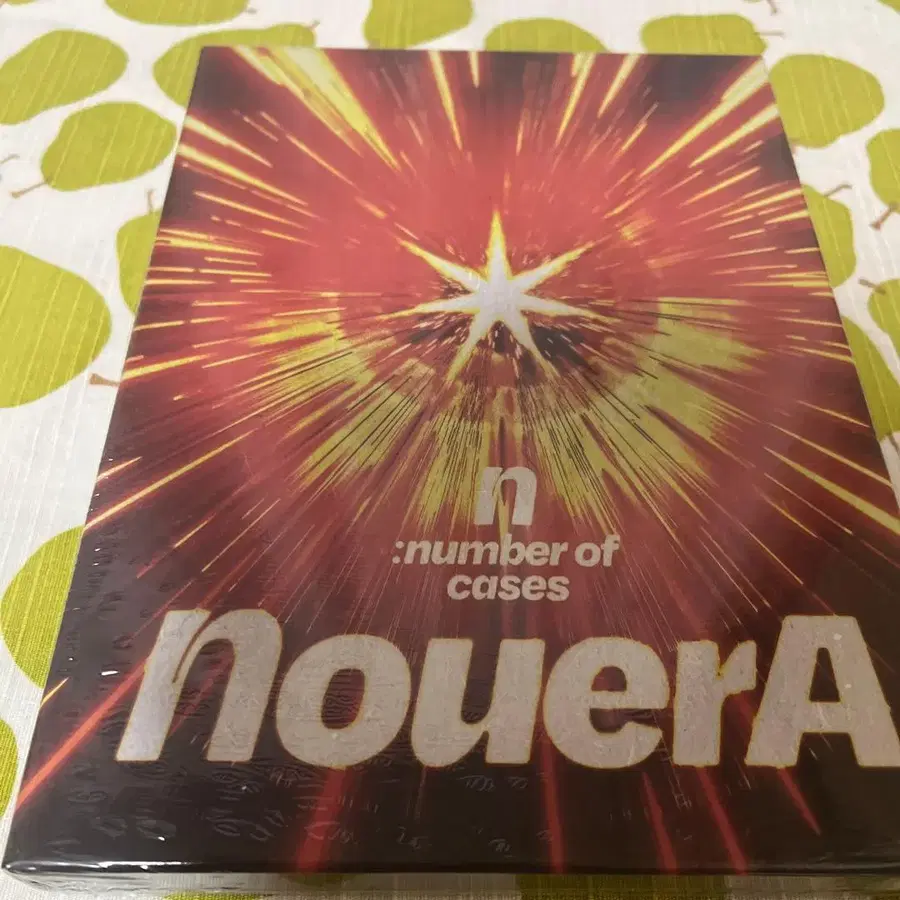 n
:number of
cases
nouerA